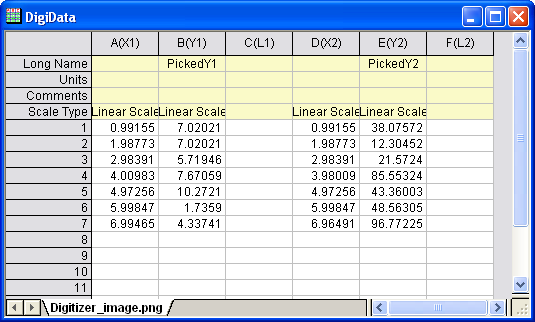 DigiData
A(X1) B(Y1) C(L1) D(X2) E(Y2) F(L2)
Long Name PickedY1 PickedY2
Units
Comments
Scale Type Linear Scale Linear Scale Linear Scale Linear Scale
1 0.99155 7.02021 0.99155 38.07572
2 1.98773 7.02021 1.98773 12.30452
3 2.98391 5.71946 2.98391 21.5724
4 4.00983 7.67059 3.98009 85.55324
5 4.97256 10.2721 4.97256 43.36003
6 5.99847 1.7359 5.99847 48.56305
7 6.99465 4.33741 6.96491 96.77225
8
9
10
11
Digitizer_image.png